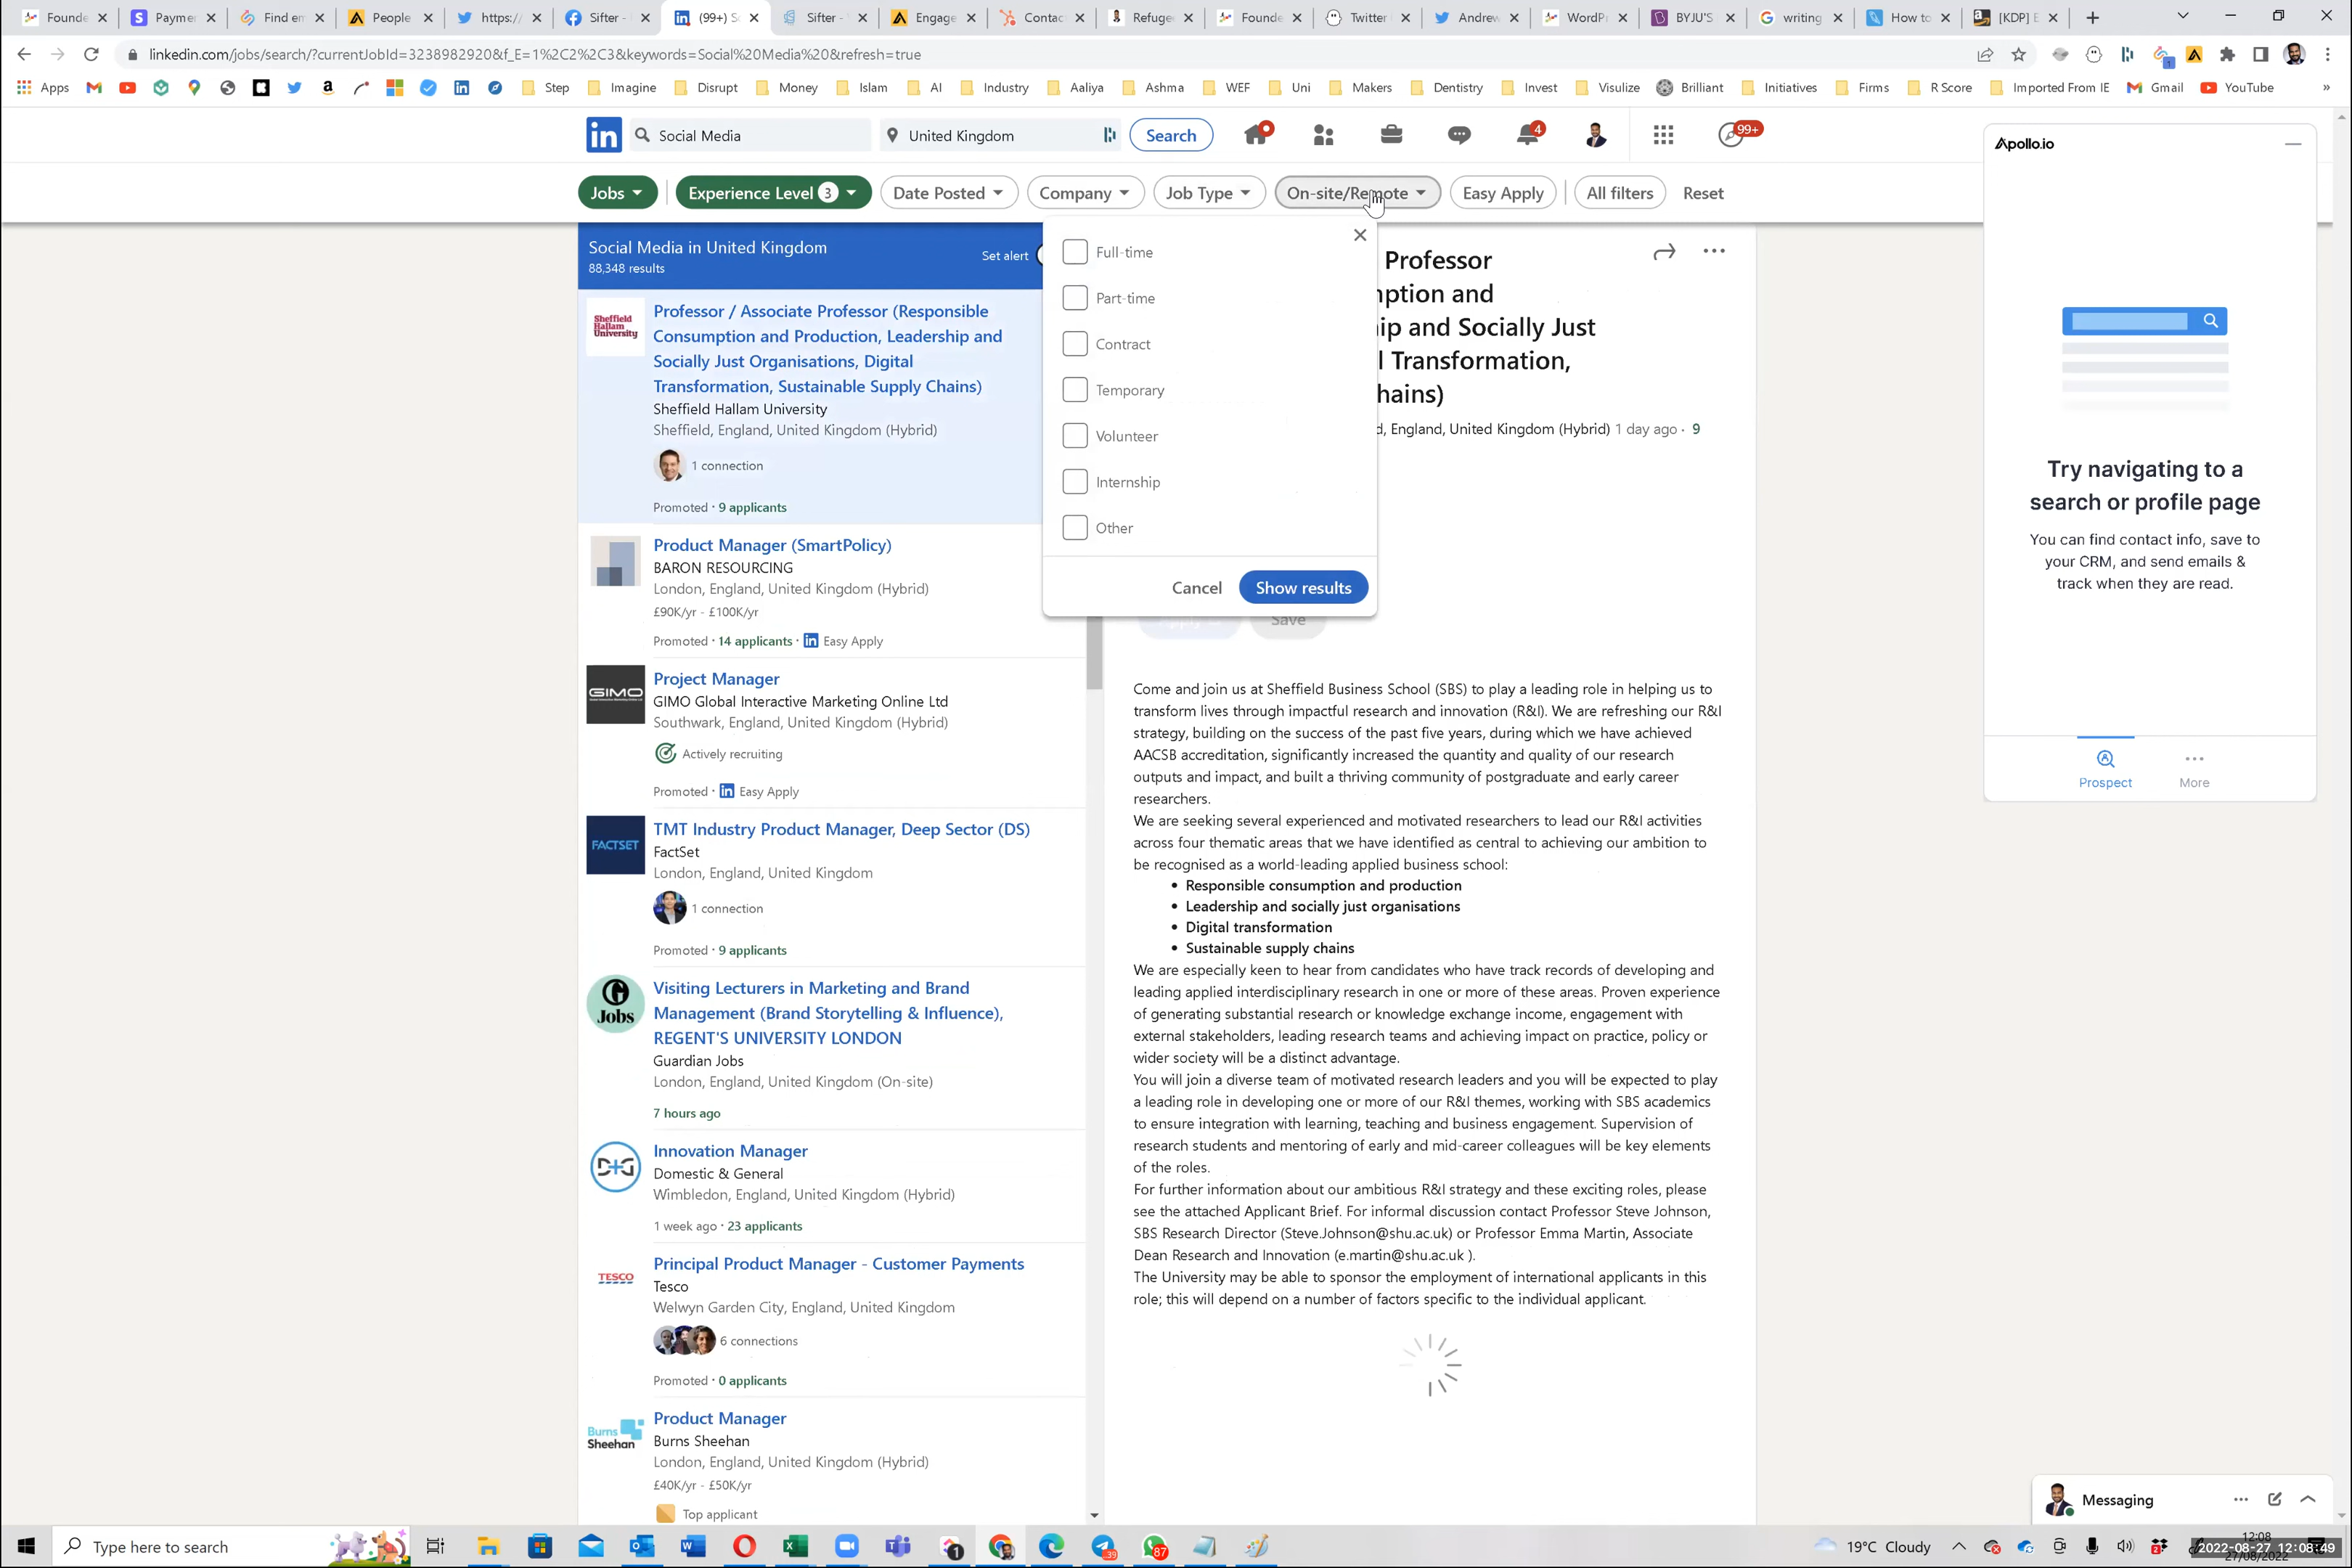 Founde
Payme
Find em
People
https://
Sifter -
(99+) S
Sifter -
Engage
Contac
Refuge
Founde
Twitter
Andrew
WordP
BYJU'S
writing
How to
[KDP] E
linkedin.com/jobs/search/?currentJobId=3238982920&f_E=1%2C2%2C3&keywords=Social%20Media%20&refresh=true
Apps
Step
Imagine
Disrupt
Money
Islam
AI
Industry
Aaliya
Ashma
WEF
Uni
Makers
Dentistry
Invest
Visulize
Brilliant
Initiatives
Firms
R Score
Imported From IE
Gmail
YouTube
»
in
Social Media
United Kingdom
Search
4
99+
Jobs
Experience Level 3
Date Posted
Company
Job Type
On-site/Remote
Easy Apply
All filters
Reset
Social Media in United Kingdom
88,348 results
Set alert
Sheffield
Hallam
University
Professor / Associate Professor (Responsible
Consumption and Production, Leadership and
Socially Just Organisations, Digital
Transformation, Sustainable Supply Chains)
Sheffield Hallam University
Sheffield, England, United Kingdom (Hybrid)
1 connection
Promoted · 9 applicants
Product Manager (SmartPolicy)
BARON RESOURCING
London, England, United Kingdom (Hybrid)
£90K/yr - £100K/yr
Promoted · 14 applicants · in Easy Apply
GIMO
Project Manager
GIMO Global Interactive Marketing Online Ltd
Southwark, England, United Kingdom (Hybrid)
Actively recruiting
Promoted · in Easy Apply
FACTSET
TMT Industry Product Manager, Deep Sector (DS)
FactSet
London, England, United Kingdom
1 connection
Promoted · 9 applicants
G
Jobs
Visiting Lecturers in Marketing and Brand
Management (Brand Storytelling & Influence),
REGENT'S UNIVERSITY LONDON
Guardian Jobs
London, England, United Kingdom (On-site)
7 hours ago
D+G
Innovation Manager
Domestic & General
Wimbledon, England, United Kingdom (Hybrid)
1 week ago · 23 applicants
TESCO
Principal Product Manager - Customer Payments
Tesco
Welwyn Garden City, England, United Kingdom
6 connections
Promoted · 0 applicants
Burns
Sheehan
Product Manager
Burns Sheehan
London, England, United Kingdom (Hybrid)
£40K/yr - £50K/yr
Top applicant
Full-time
Part-time
Contract
Temporary
Volunteer
Internship
Other
Cancel
Show results
Professor
ption and
ip and Socially Just
l Transformation,
hains)
d, England, United Kingdom (Hybrid) 1 day ago · 9
Apply
Save
Come and join us at Sheffield Business School (SBS) to play a leading role in helping us to
transform lives through impactful research and innovation (R&I). We are refreshing our R&I
strategy, building on the success of the past five years, during which we have achieved
AACSB accreditation, significantly increased the quantity and quality of our research
outputs and impact, and built a thriving community of postgraduate and early career
researchers.
We are seeking several experienced and motivated researchers to lead our R&I activities
across four thematic areas that we have identified as central to achieving our ambition to
be recognised as a world-leading applied business school:
• Responsible consumption and production
• Leadership and socially just organisations
• Digital transformation
• Sustainable supply chains
We are especially keen to hear from candidates who have track records of developing and
leading applied interdisciplinary research in one or more of these areas. Proven experience
of generating substantial research or knowledge exchange income, engagement with
external stakeholders, leading research teams and achieving impact on practice, policy or
wider society will be a distinct advantage.
You will join a diverse team of motivated research leaders and you will be expected to play
a leading role in developing one or more of our R&I themes, working with SBS academics
to ensure integration with learning, teaching and business engagement. Supervision of
research students and mentoring of early and mid-career colleagues will be key elements
of the roles.
For further information about our ambitious R&I strategy and these exciting roles, please
see the attached Applicant Brief. For informal discussion contact Professor Steve Johnson,
SBS Research Director (Steve.Johnson@shu.ac.uk) or Professor Emma Martin, Associate
Dean Research and Innovation (e.martin@shu.ac.uk ).
The University may be able to sponsor the employment of international applicants in this
role; this will depend on a number of factors specific to the individual applicant.
Apollo.io
Try navigating to a
search or profile page
You can find contact info, save to
your CRM, and send emails &
track when they are read.
Prospect
More
Messaging
Type here to search
1
39
87
19°C Cloudy
12:08
2022-08-27, 12:08:49
27/08/2022